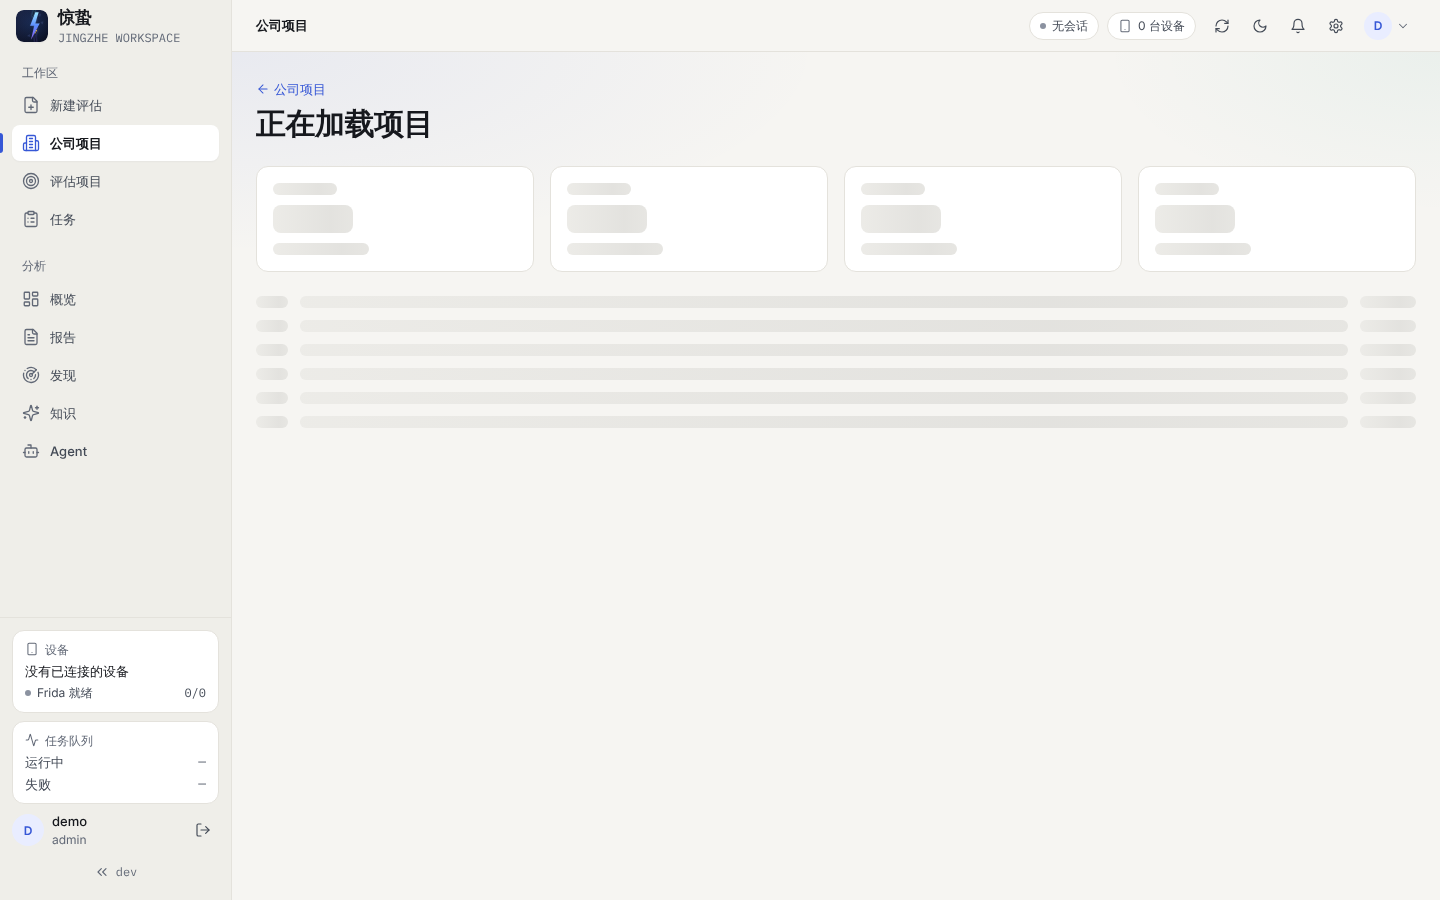 惊蛰
JINGZHE WORKSPACE
工作区
新建评估
公司项目
评估项目
任务
分析
概览
报告
发现
知识
Agent
设备
没有已连接的设备
Frida 就绪 0/0
任务队列
运行中 —
失败 —
D
demo
admin
dev
公司项目
无会话
0 台设备
D
公司项目
正在加载项目